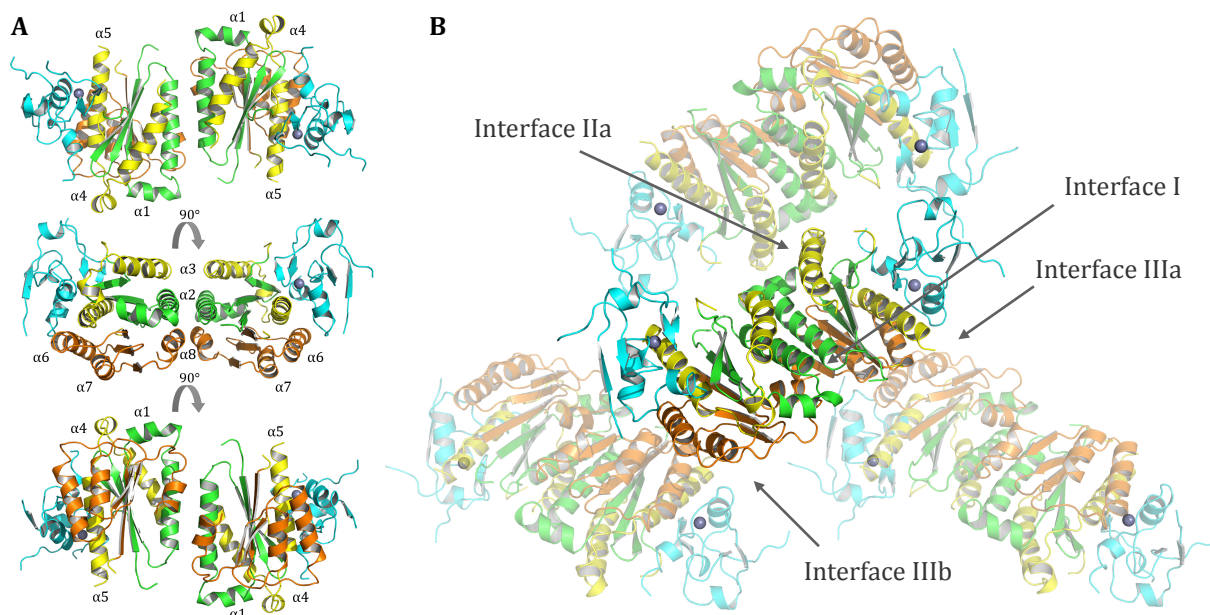 A
α5
α1
α4
α4
α1
α5
90°
α3
α2
α6
α8
α6
α7
α7
90°
α1
α4
α5
α5
α1
α4
B
Interface IIa
Interface I
Interface IIIa
Interface IIIb